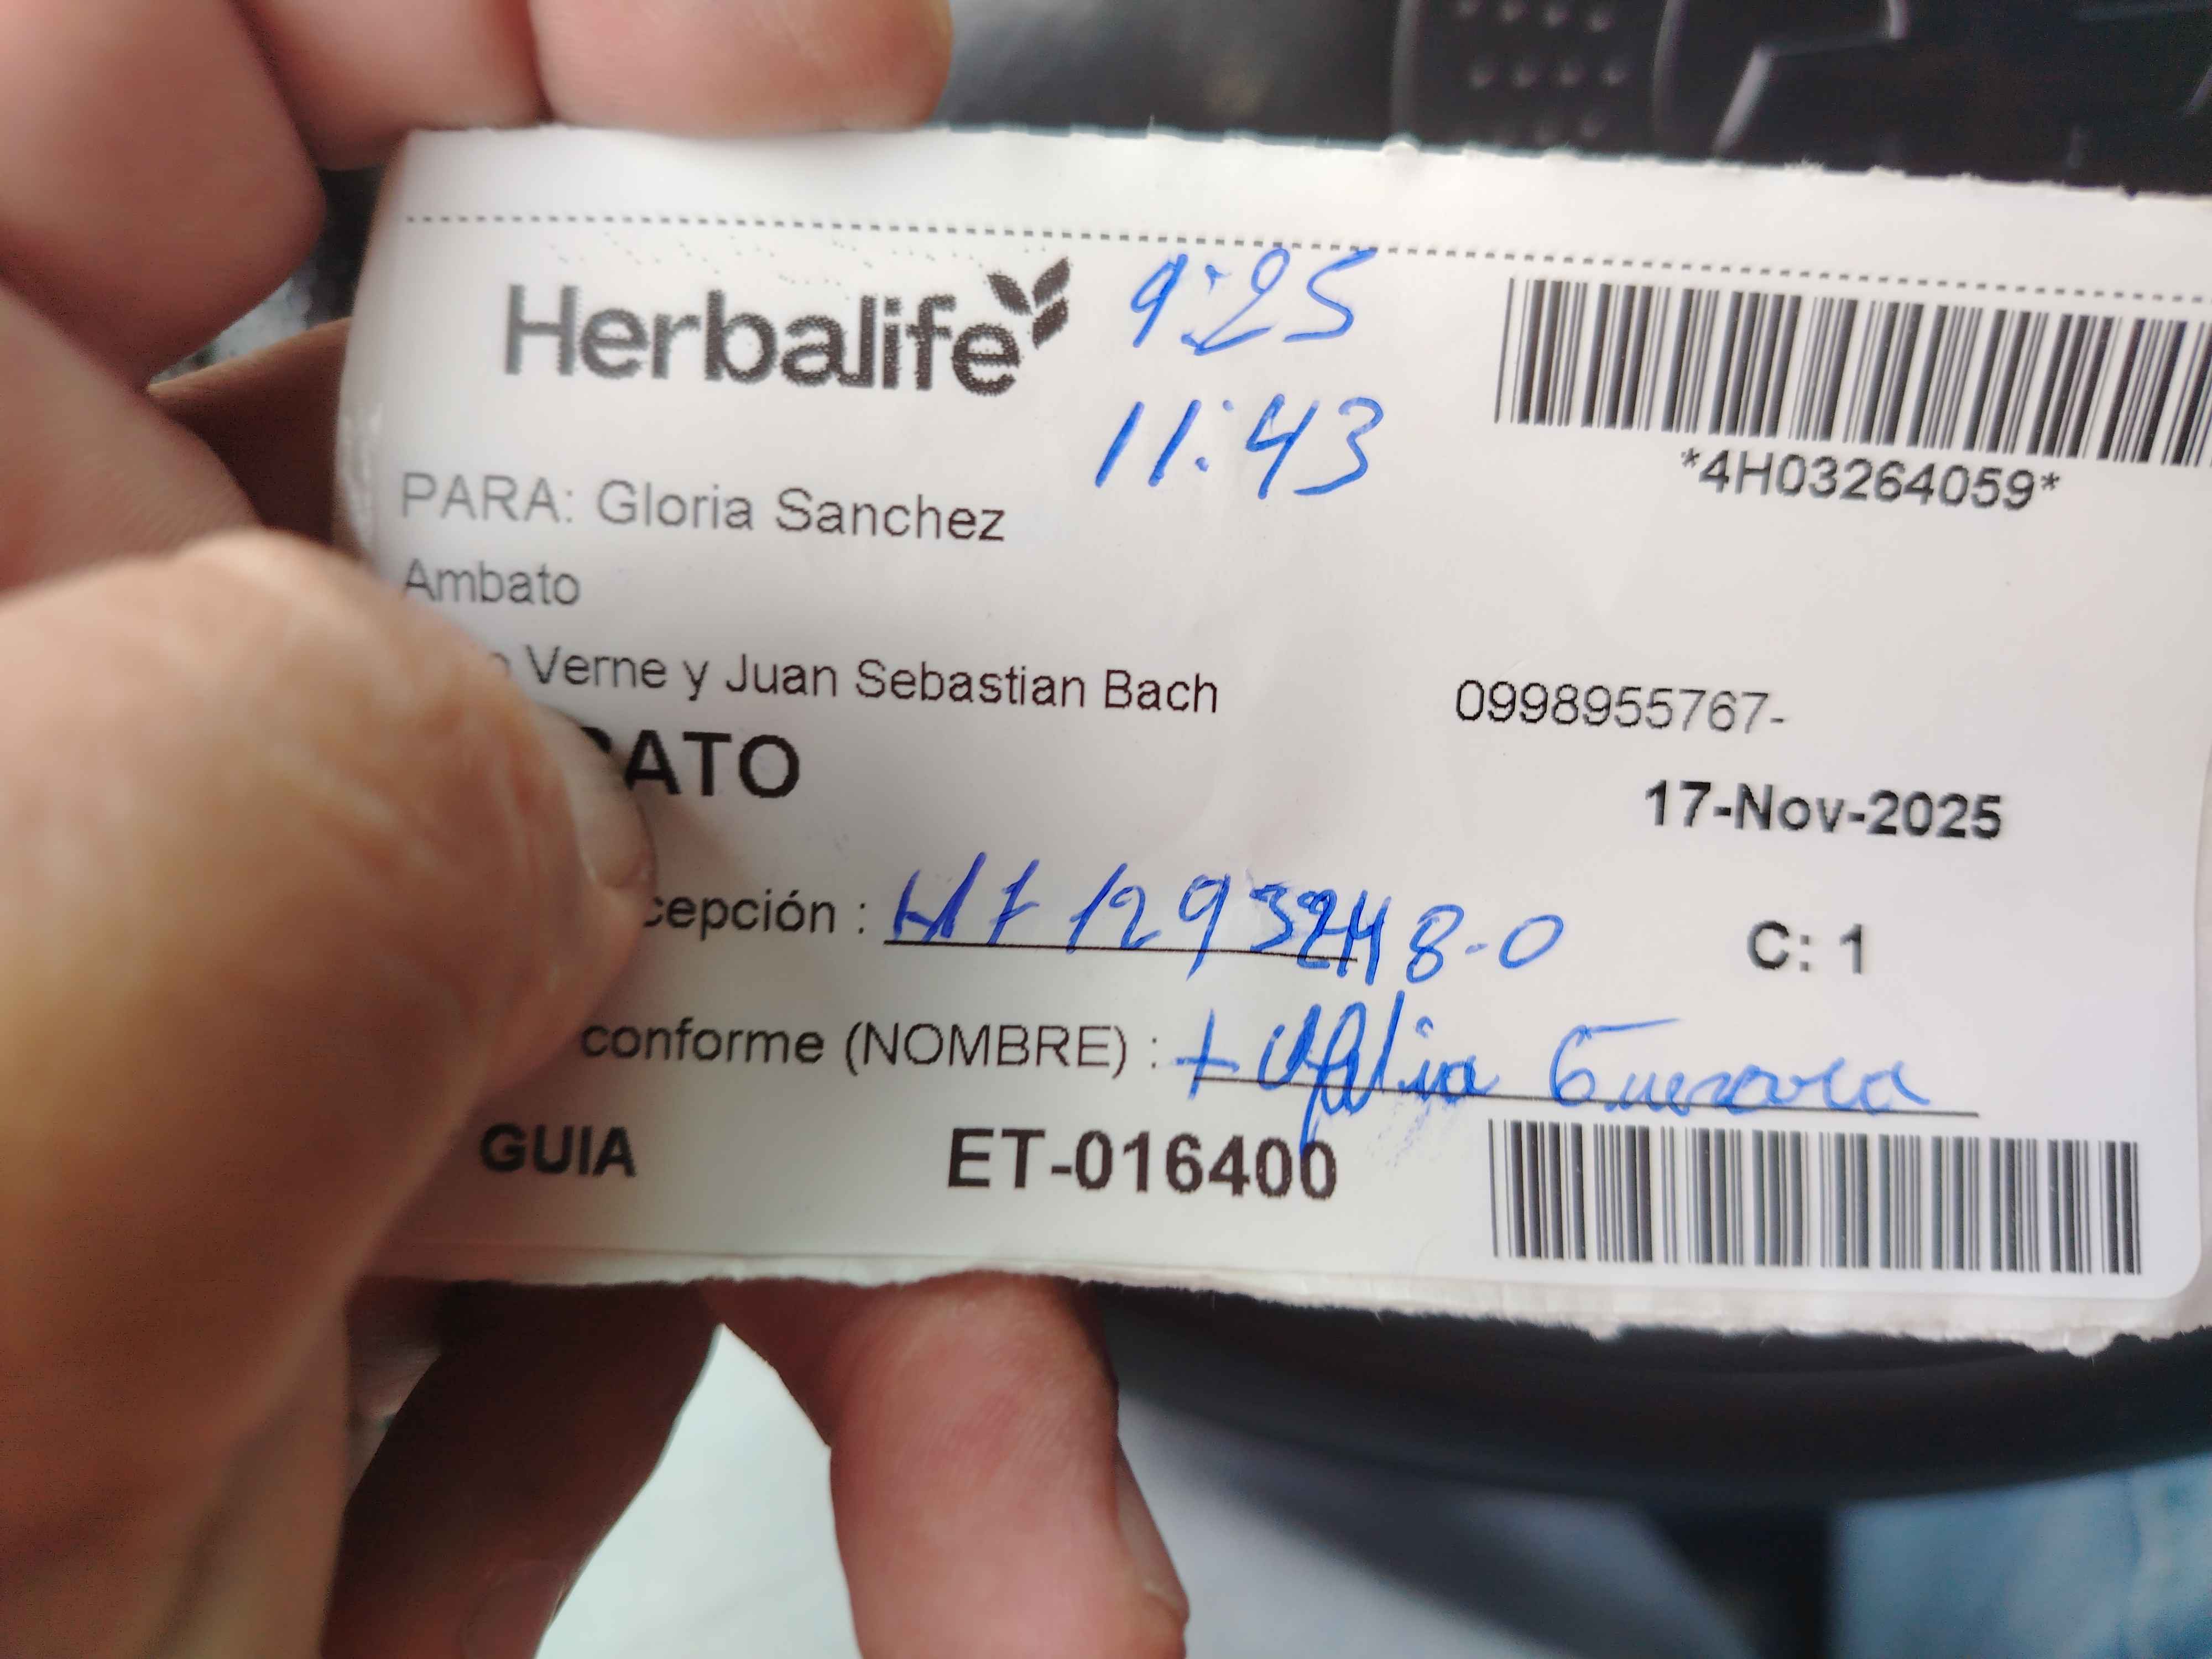 Herbalife
9:25
11:43
*4H03264059*
PARA: Gloria Sanchez
Ambato
Verne y Juan Sebastian Bach
0998955767-
ATO
17-Nov-2025
cepción :
C: 1
conforme (NOMBRE) :
GUIA ET-016400